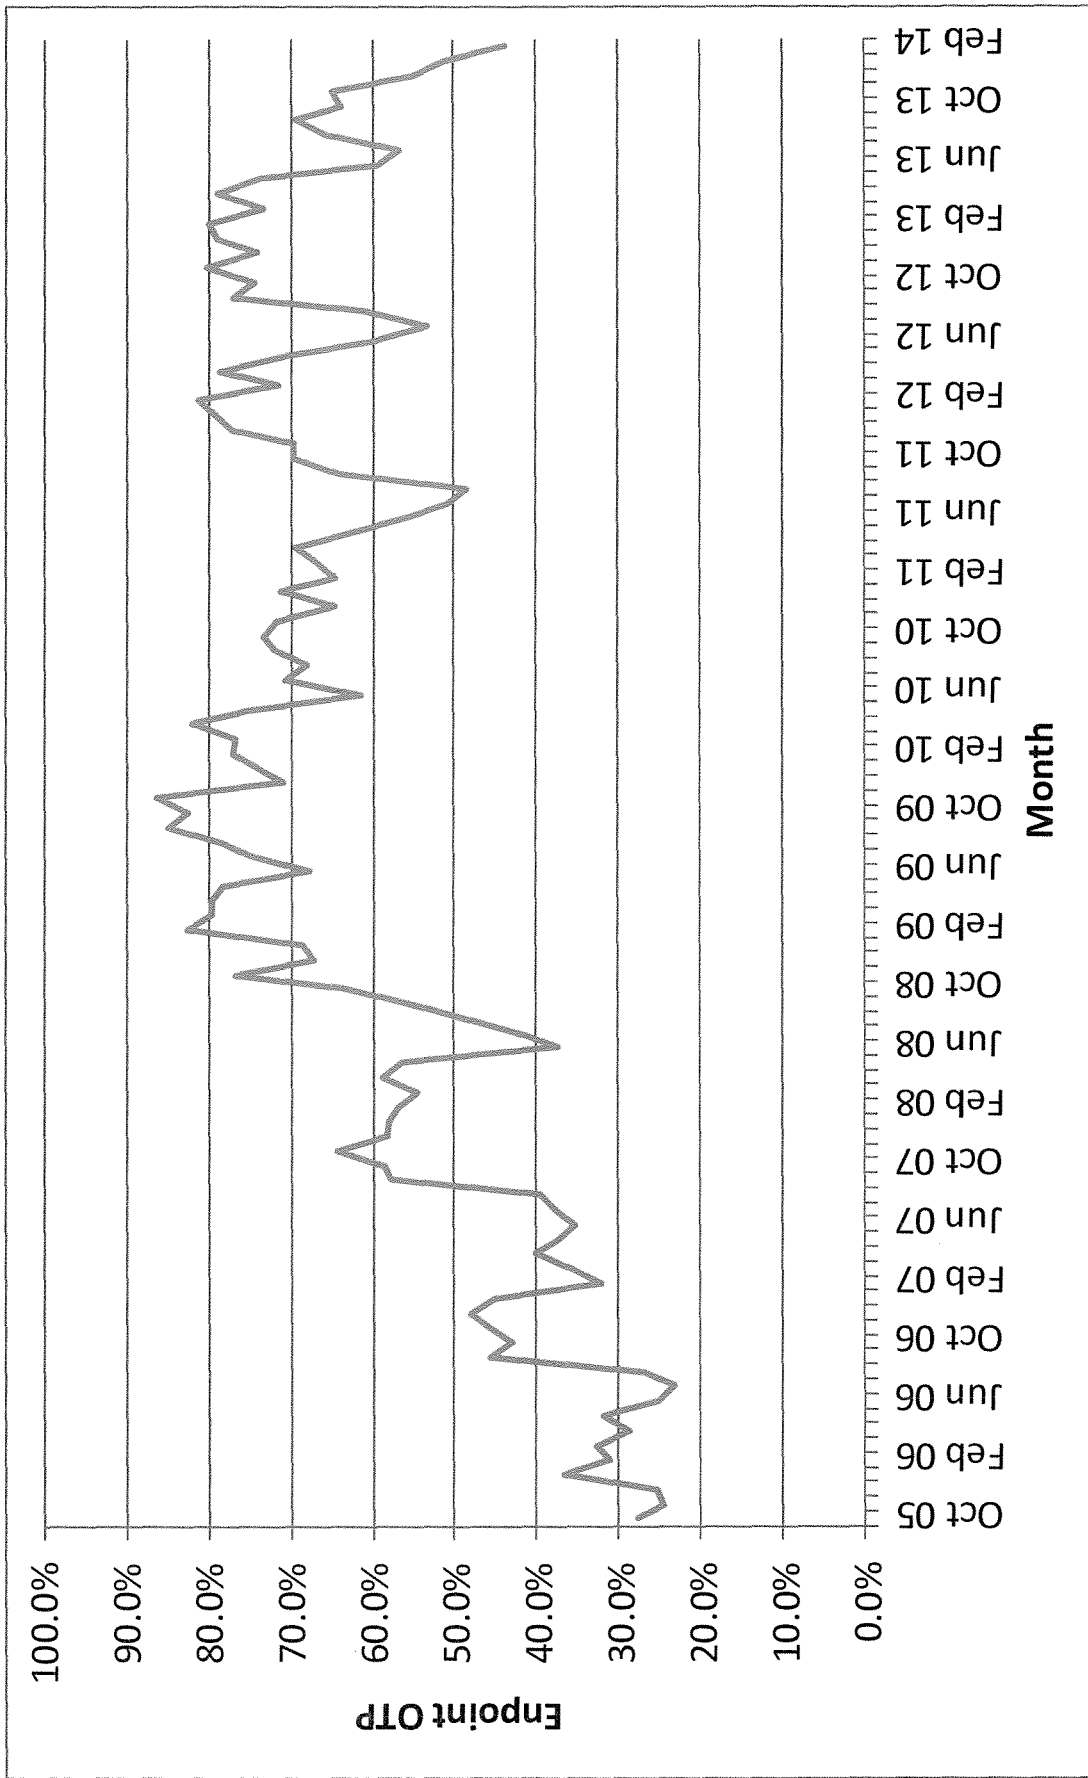 100.0%
90.0%
80.0%
70.0%
60.0%
50.0%
40.0%
30.0%
20.0%
10.0%
0.0%
Enpoint OTP
Oct 05
Feb 06
Jun 06
Oct 06
Feb 07
Jun 07
Oct 07
Feb 08
Jun 08
Oct 08
Feb 09
Jun 09
Oct 09
Feb 10
Jun 10
Oct 10
Feb 11
Jun 11
Oct 11
Feb 12
Jun 12
Oct 12
Feb 13
Jun 13
Oct 13
Feb 14
Month